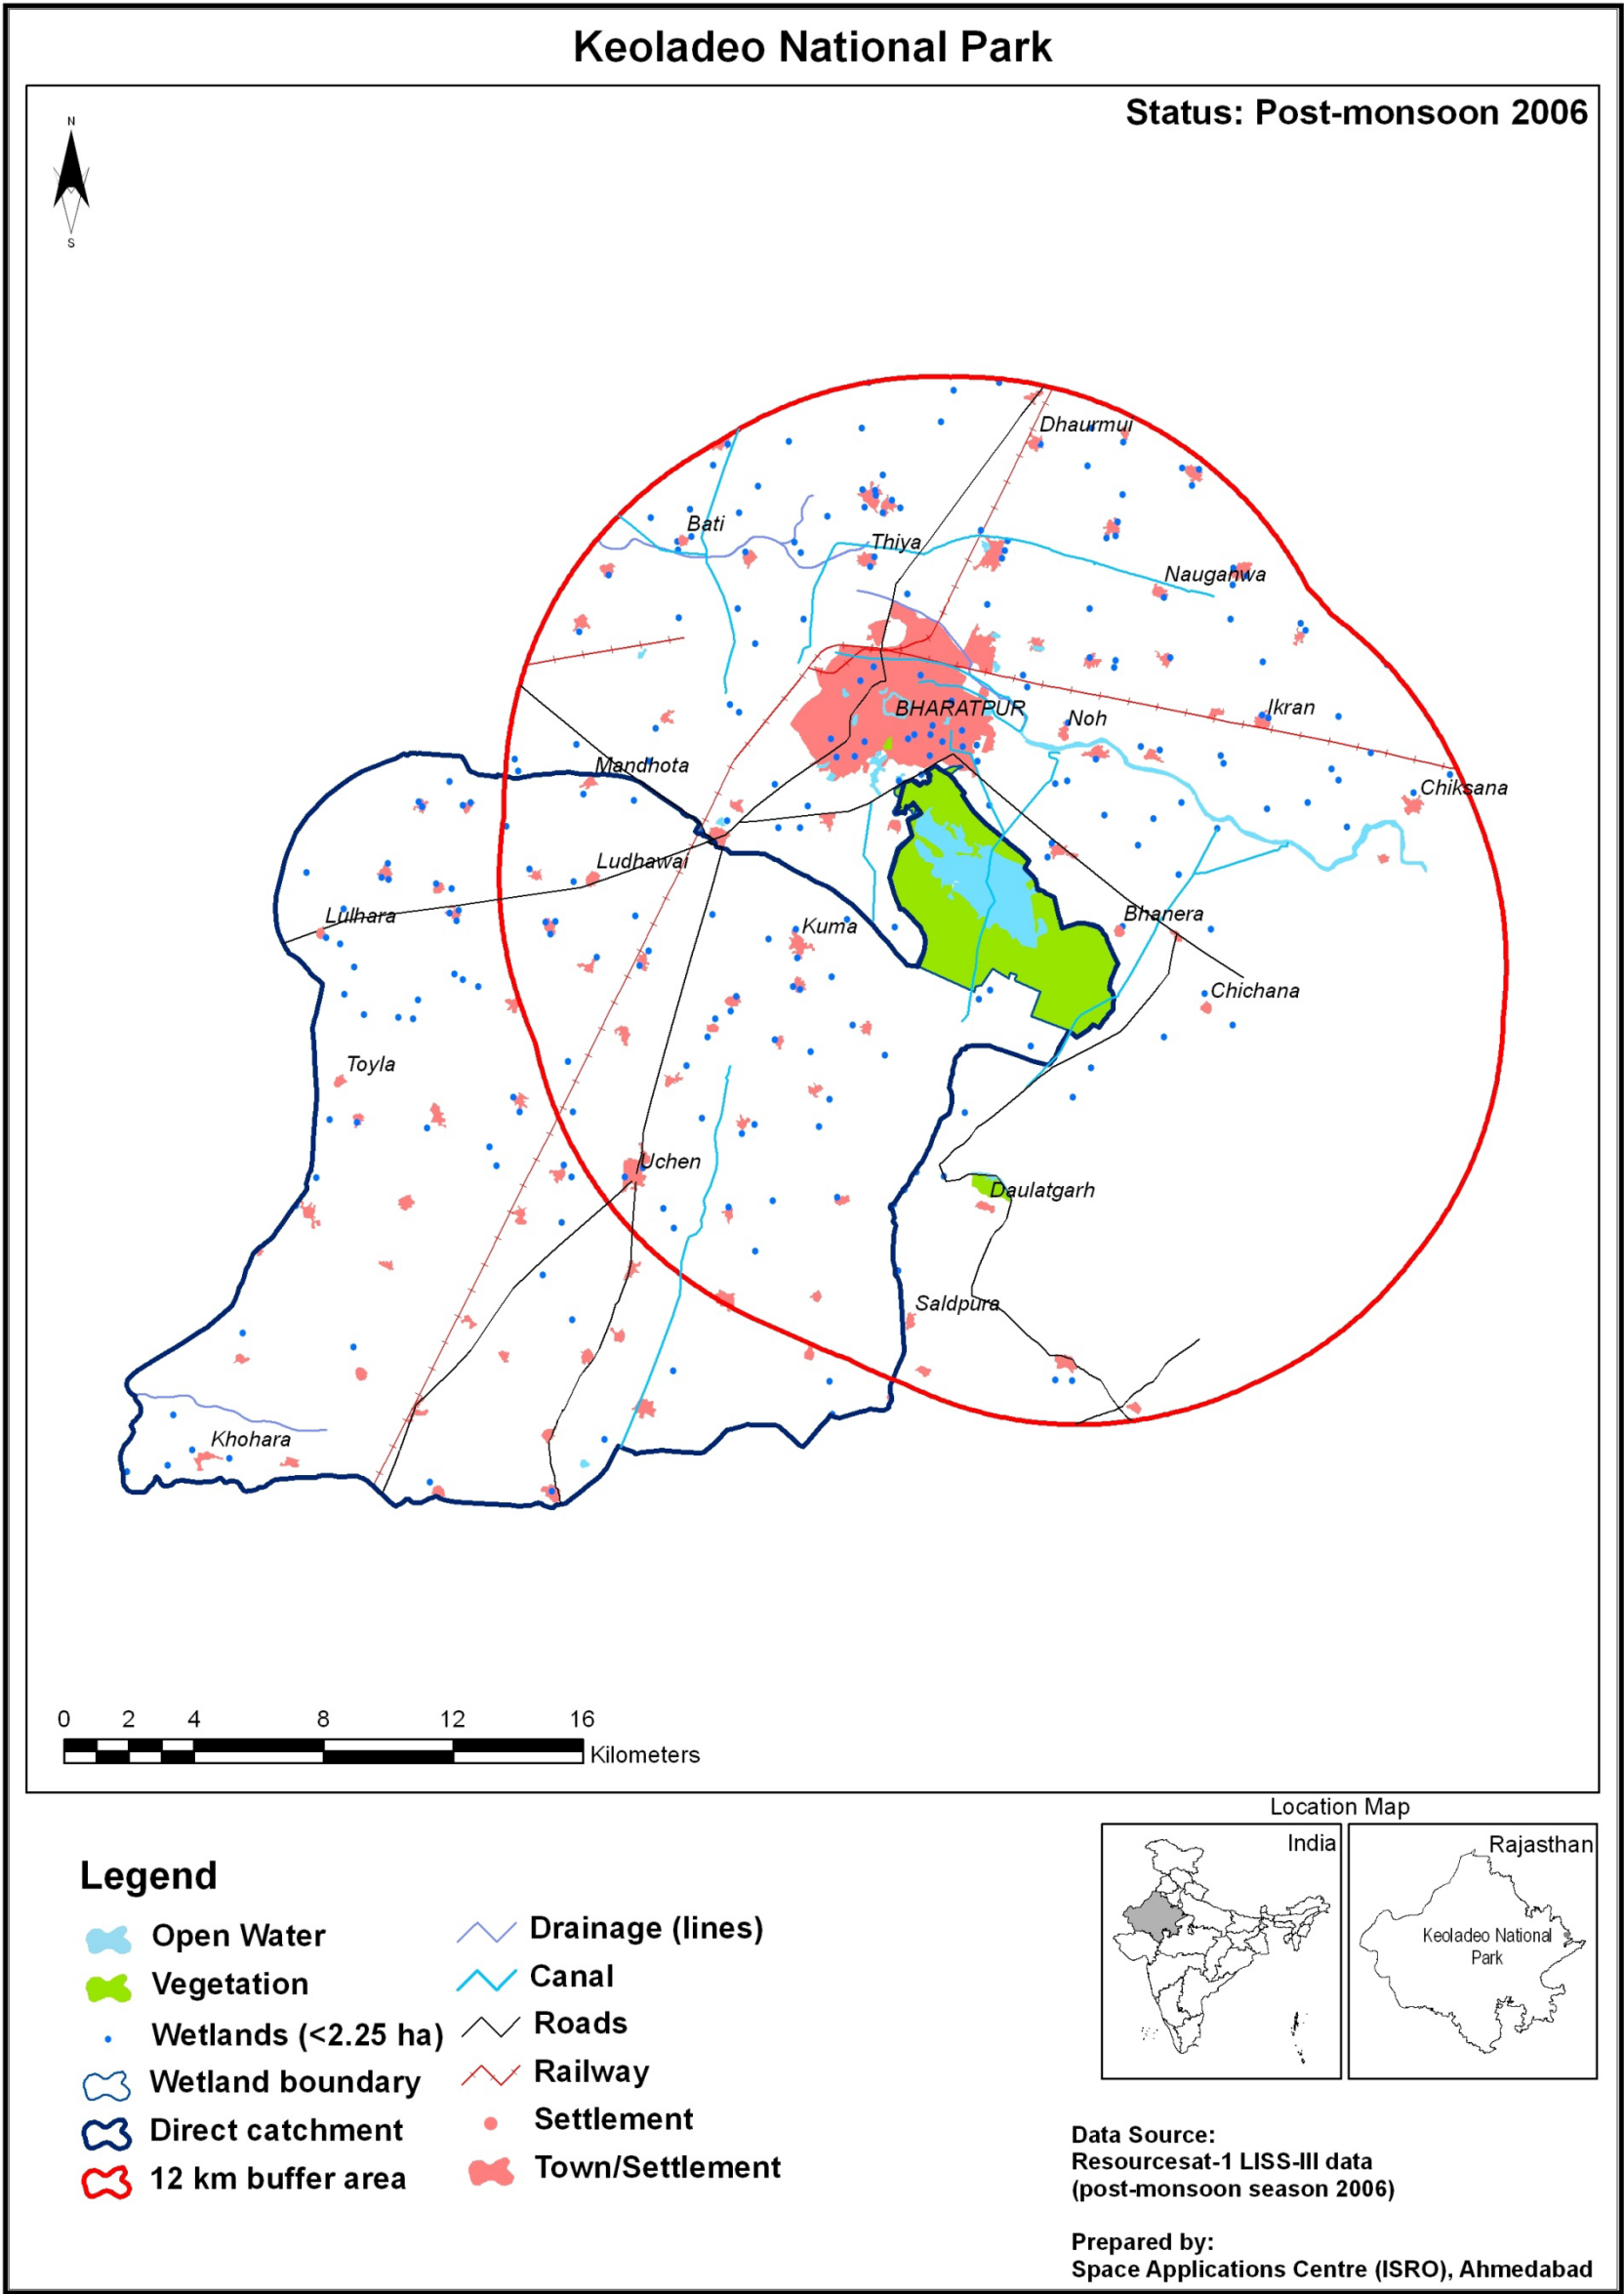 Keoladeo National Park
Status: Post-monsoon 2006
N
S
Dhaurmui
Bati
Thiya
Nauganwa
BHARATPUR
Noh
Ikran
Mandhota
Chiksana
Ludhawai
Lulhara
Kuma
Bhanera
Chichana
Toyla
Uchen
Daulatgarh
Saldpura
Khohara
0 2 4 8 12 16
Kilometers
Location Map
India
Rajasthan
Keoladeo National
Park
Legend
Open Water
Vegetation
Wetlands (<2.25 ha)
Wetland boundary
Direct catchment
12 km buffer area
Drainage (lines)
Canal
Roads
Railway
Settlement
Town/Settlement
Data Source:
Resourcesat-1 LISS-III data
(post-monsoon season 2006)
Prepared by:
Space Applications Centre (ISRO), Ahmedabad